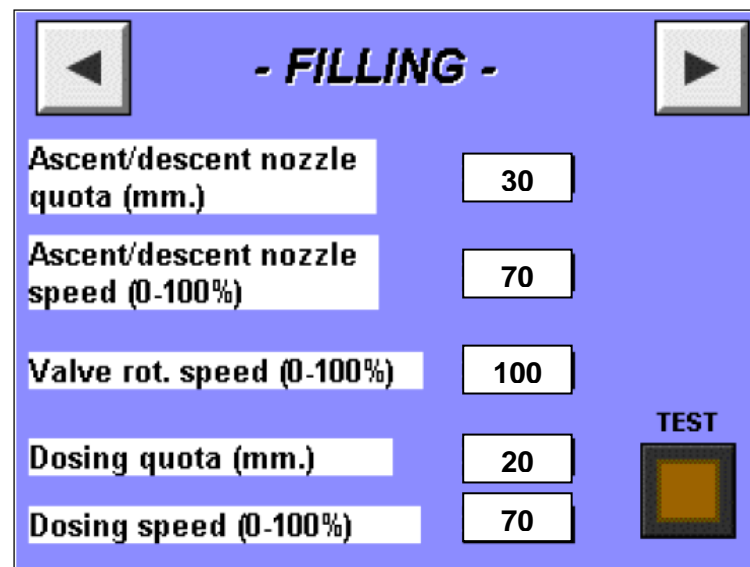 - FILLING -
Ascent/descent nozzle
quota (mm.)
30
Ascent/descent nozzle
speed (0-100%)
70
Valve rot. speed (0-100%)
100
TEST
Dosing quota (mm.)
20
Dosing speed (0-100%)
70